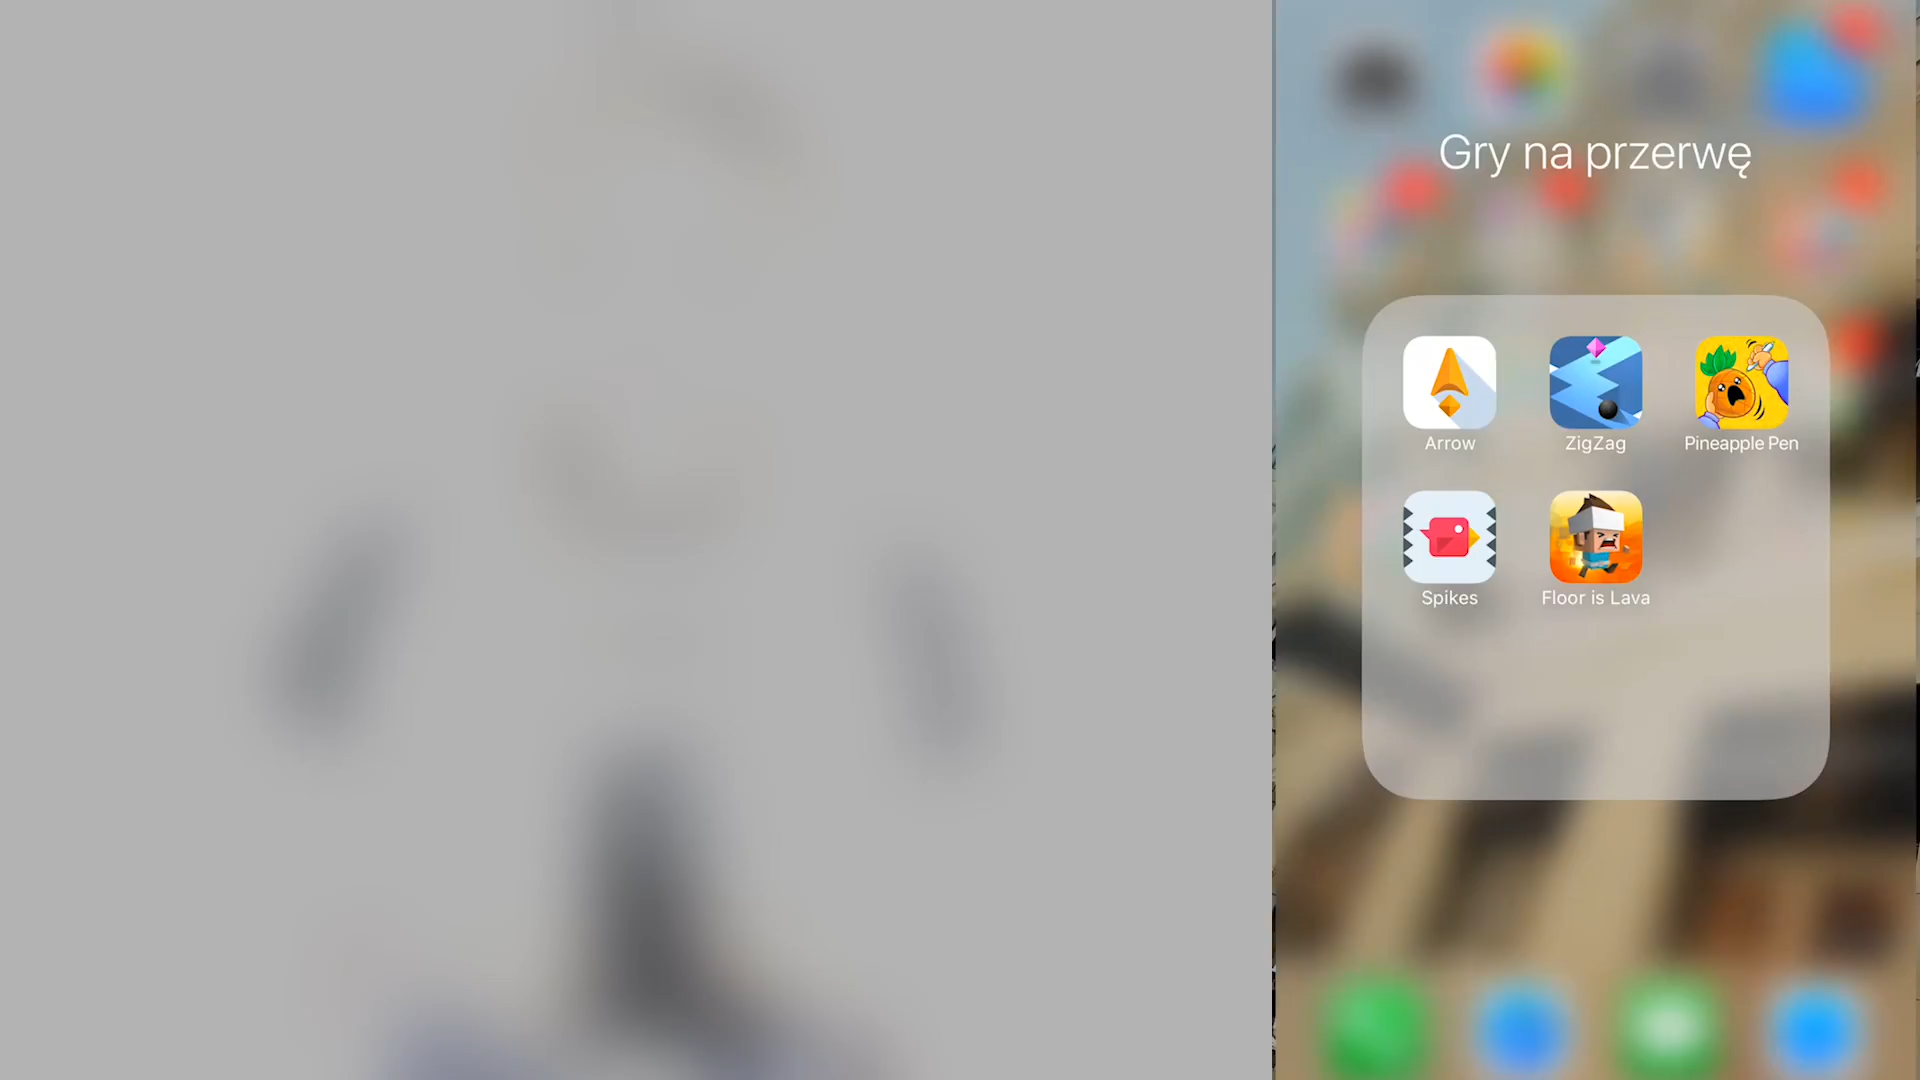 Gry na przerwę
Arrow
ZigZag
Pineapple Pen
Spikes
Floor is Lava